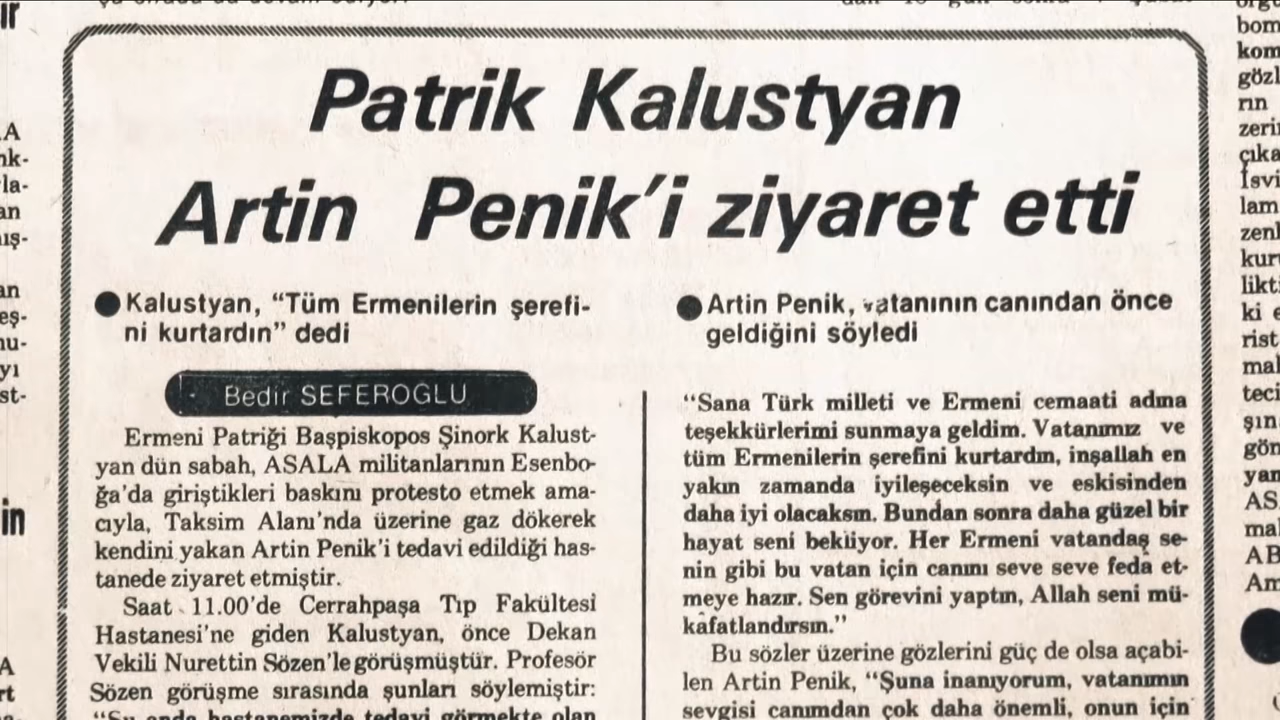 Patrik Kalustyan
Artin Penik'i ziyaret etti
● Kalustyan, "Tüm Ermenilerin şerefi-
ni kurtardın" dedi
● Artin Penik, vatanının canından önce
geldiğini söyledi
Bedir SEFEROGLU
Ermeni Patriği Başpiskopos Şinork Kalust-
yan dün sabah, ASALA militanlarının Esenbo-
ğa'da giriştikleri baskını protesto etmek ama-
cıyla, Taksim Alanı'nda üzerine gaz dökerek
kendini yakan Artin Penik'i tedavi edildiği has-
tanede ziyaret etmiştir.
Saat 11.00'de Cerrahpaşa Tıp Fakültesi
Hastanesi'ne giden Kalustyan, önce Dekan
Vekili Nurettin Sözen'le görüşmüştür. Profesör
Sözen görüşme sırasında şunları söylemiştir:
"Şu anda hastanemizde tedavi görmekte olan
"Sana Türk milleti ve Ermeni cemaati adına
teşekkürlerimi sunmaya geldim. Vatanımız ve
tüm Ermenilerin şerefini kurtardın, inşallah en
yakın zamanda iyileşeceksin ve eskisinden
daha iyi olacaksın. Bundan sonra daha güzel bir
hayat seni bekliyor. Her Ermeni vatandaş se-
nin gibi bu vatan için canını seve seve feda et-
meye hazır. Sen görevini yaptın, Allah seni mü-
kâfatlandırsın."
Bu sözler üzerine gözlerini güç de olsa açabi-
len Artin Penik, "Şuna inanıyorum, vatanımın
sevgisi canımdan çok daha önemli, onun için